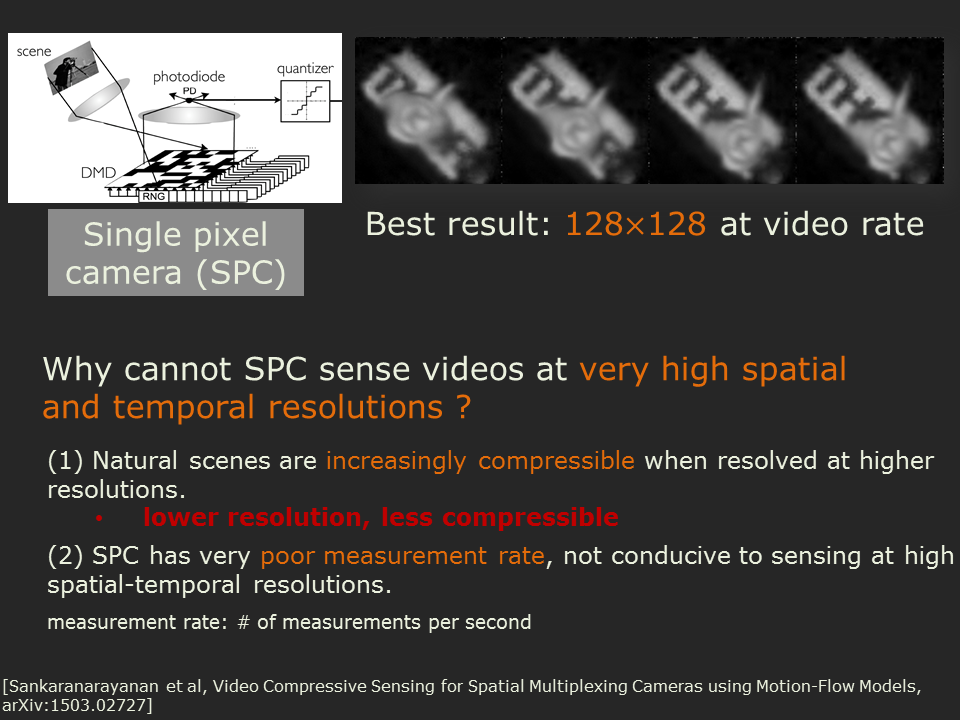 scene
photodiode
PD
quantizer
DMD
RNG
Single pixel
camera (SPC)
Best result: 128×128 at video rate
Why cannot SPC sense videos at very high spatial
and temporal resolutions ?
(1) Natural scenes are increasingly compressible when resolved at higher
resolutions.
• lower resolution, less compressible
(2) SPC has very poor measurement rate, not conducive to sensing at high
spatial-temporal resolutions.
measurement rate: # of measurements per second
[Sankaranarayanan et al, Video Compressive Sensing for Spatial Multiplexing Cameras using Motion-Flow Models,
arXiv:1503.02727]